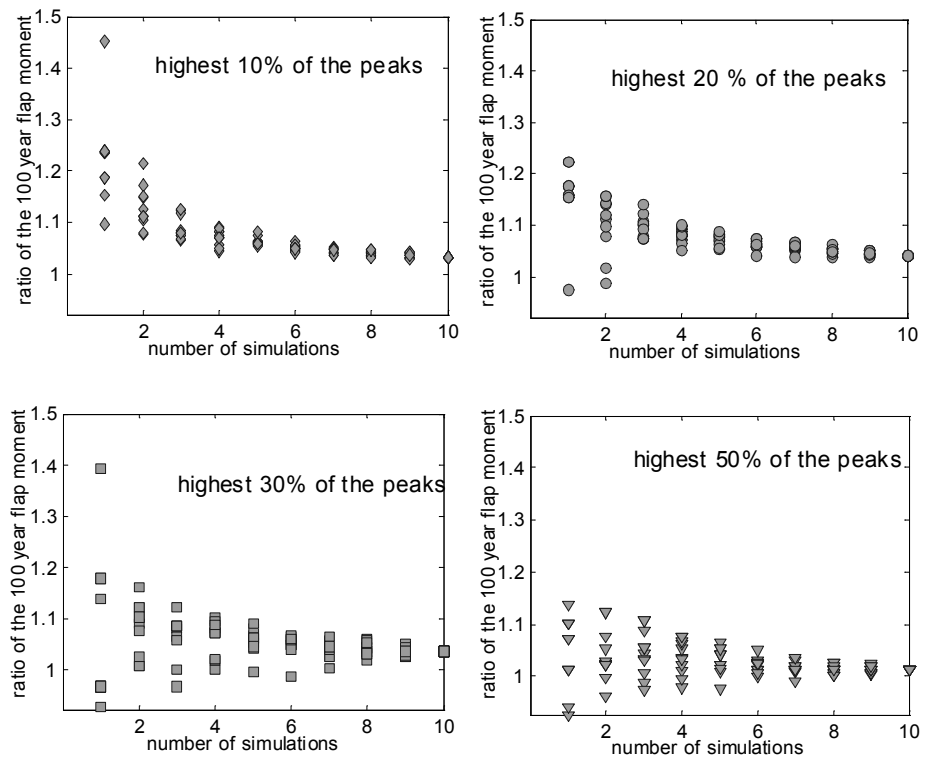 1.5
1.4
1.3
1.2
1.1
1
ratio of the 100 year flap moment
highest 10% of the peaks
2 4 6 8 10
number of simulations
1.5
1.4
1.3
1.2
1.1
1
ratio of the 100 year flap moment
highest 20 % of the peaks
2 4 6 8 10
number of simulations
1.5
1.4
1.3
1.2
1.1
1
ratio of the 100 year flap moment
highest 30% of the peaks
2 4 6 8 10
number of simulations
1.5
1.4
1.3
1.2
1.1
1
ratio of the 100 year flap moment
highest 50% of the peaks
2 4 6 8 10
number of simulations